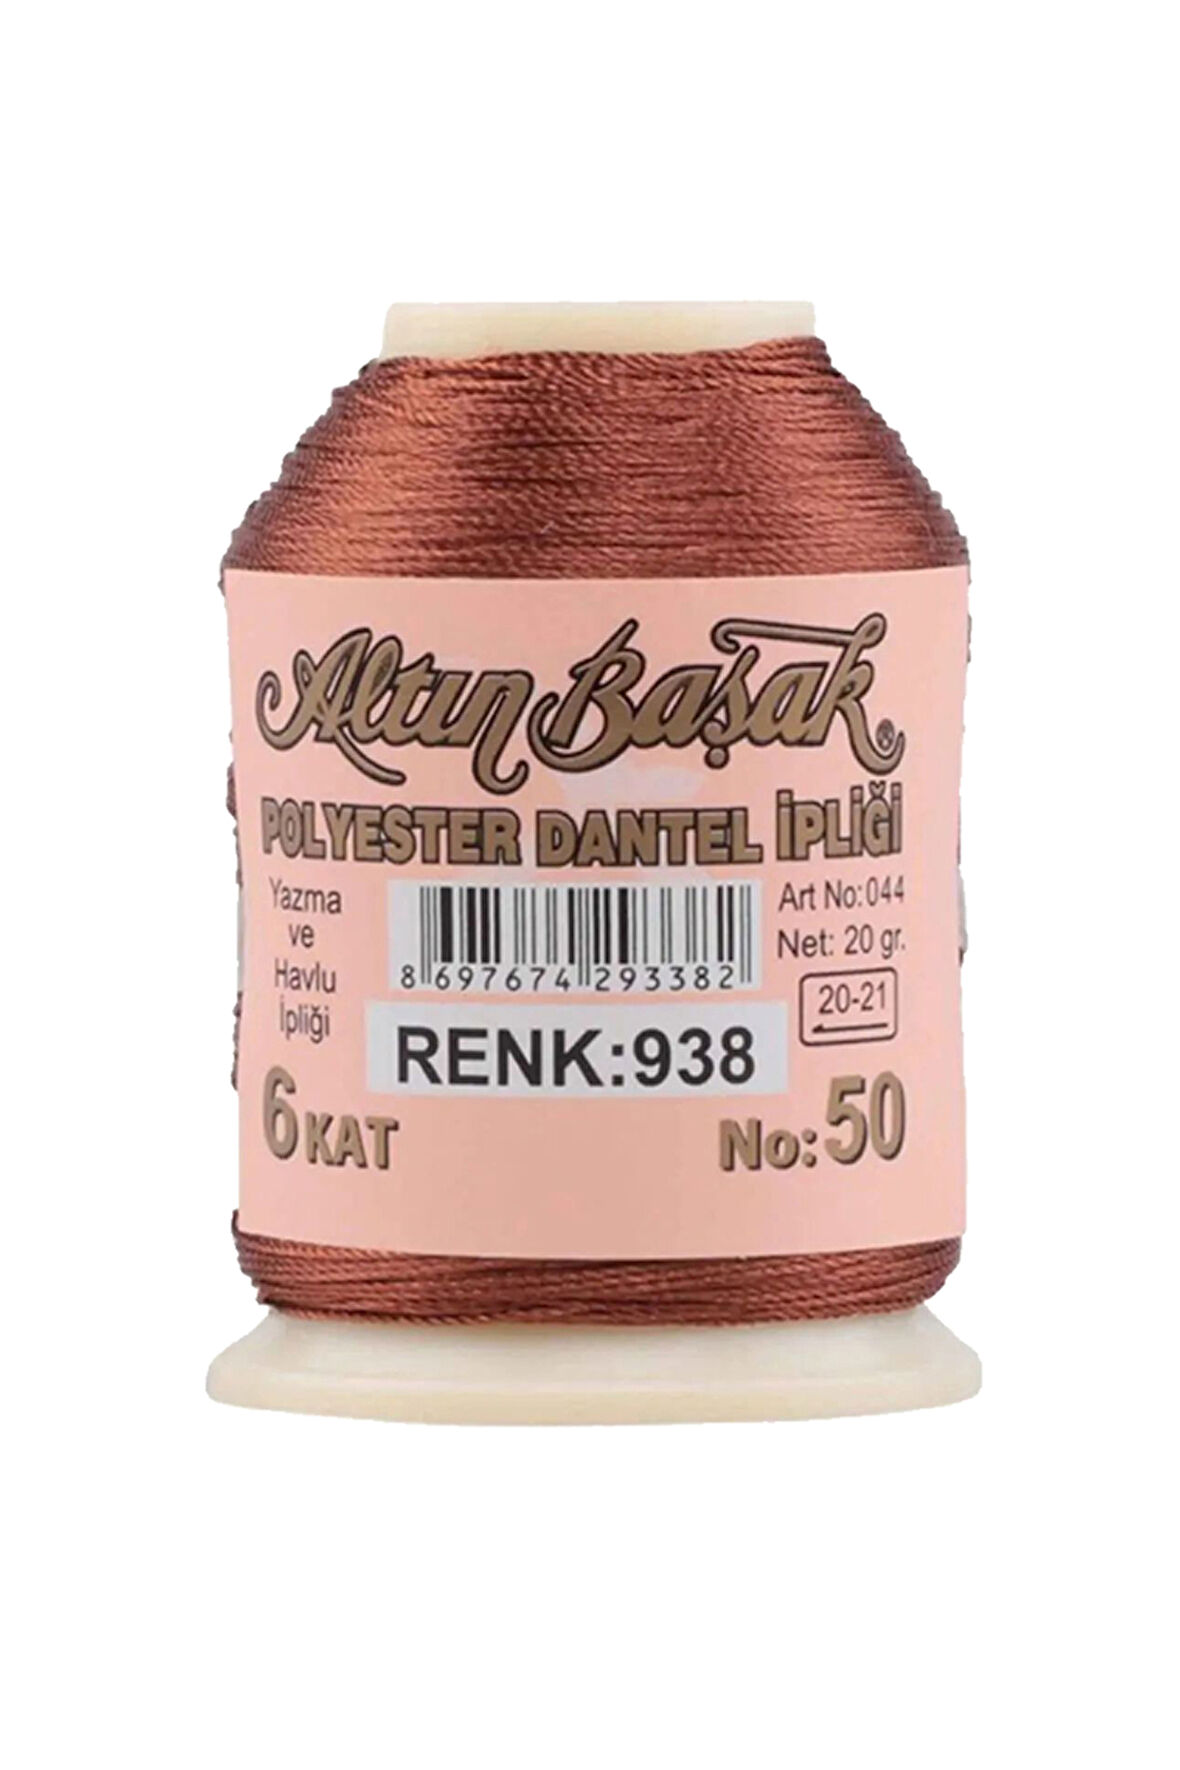 Altın Başak ®
POLYESTER DANTEL İPLİĞİ
Yazma
ve
Havlu
İpliği
8 697674 293382
Art No:044
Net: 20 gr.
20-21
RENK:938
6 KAT
No:50